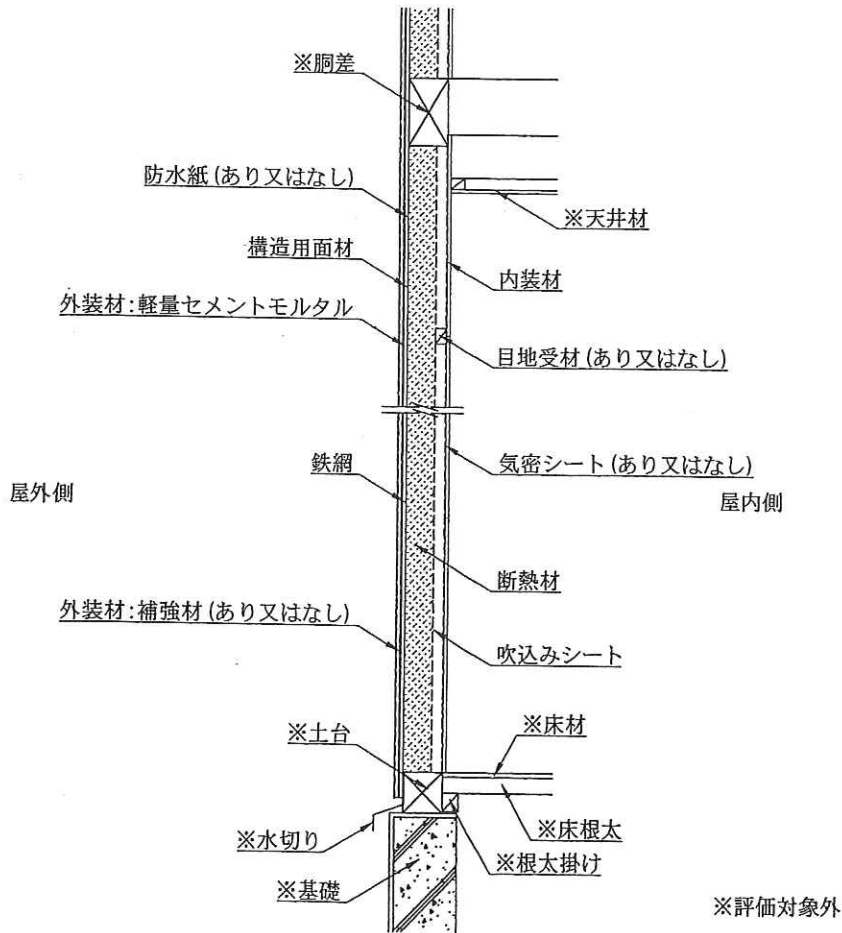 ※胴差
防水紙(あり又はなし)
※天井材
構造用面材
内装材
外装材:軽量セメントモルタル
目地受材(あり又はなし)
鉄網
気密シート(あり又はなし)
屋外側
屋内側
断熱材
外装材:補強材(あり又はなし)
吹込みシート
※土台
※床材
※床根太
※水切り
※根太掛け
※基礎
※評価対象外